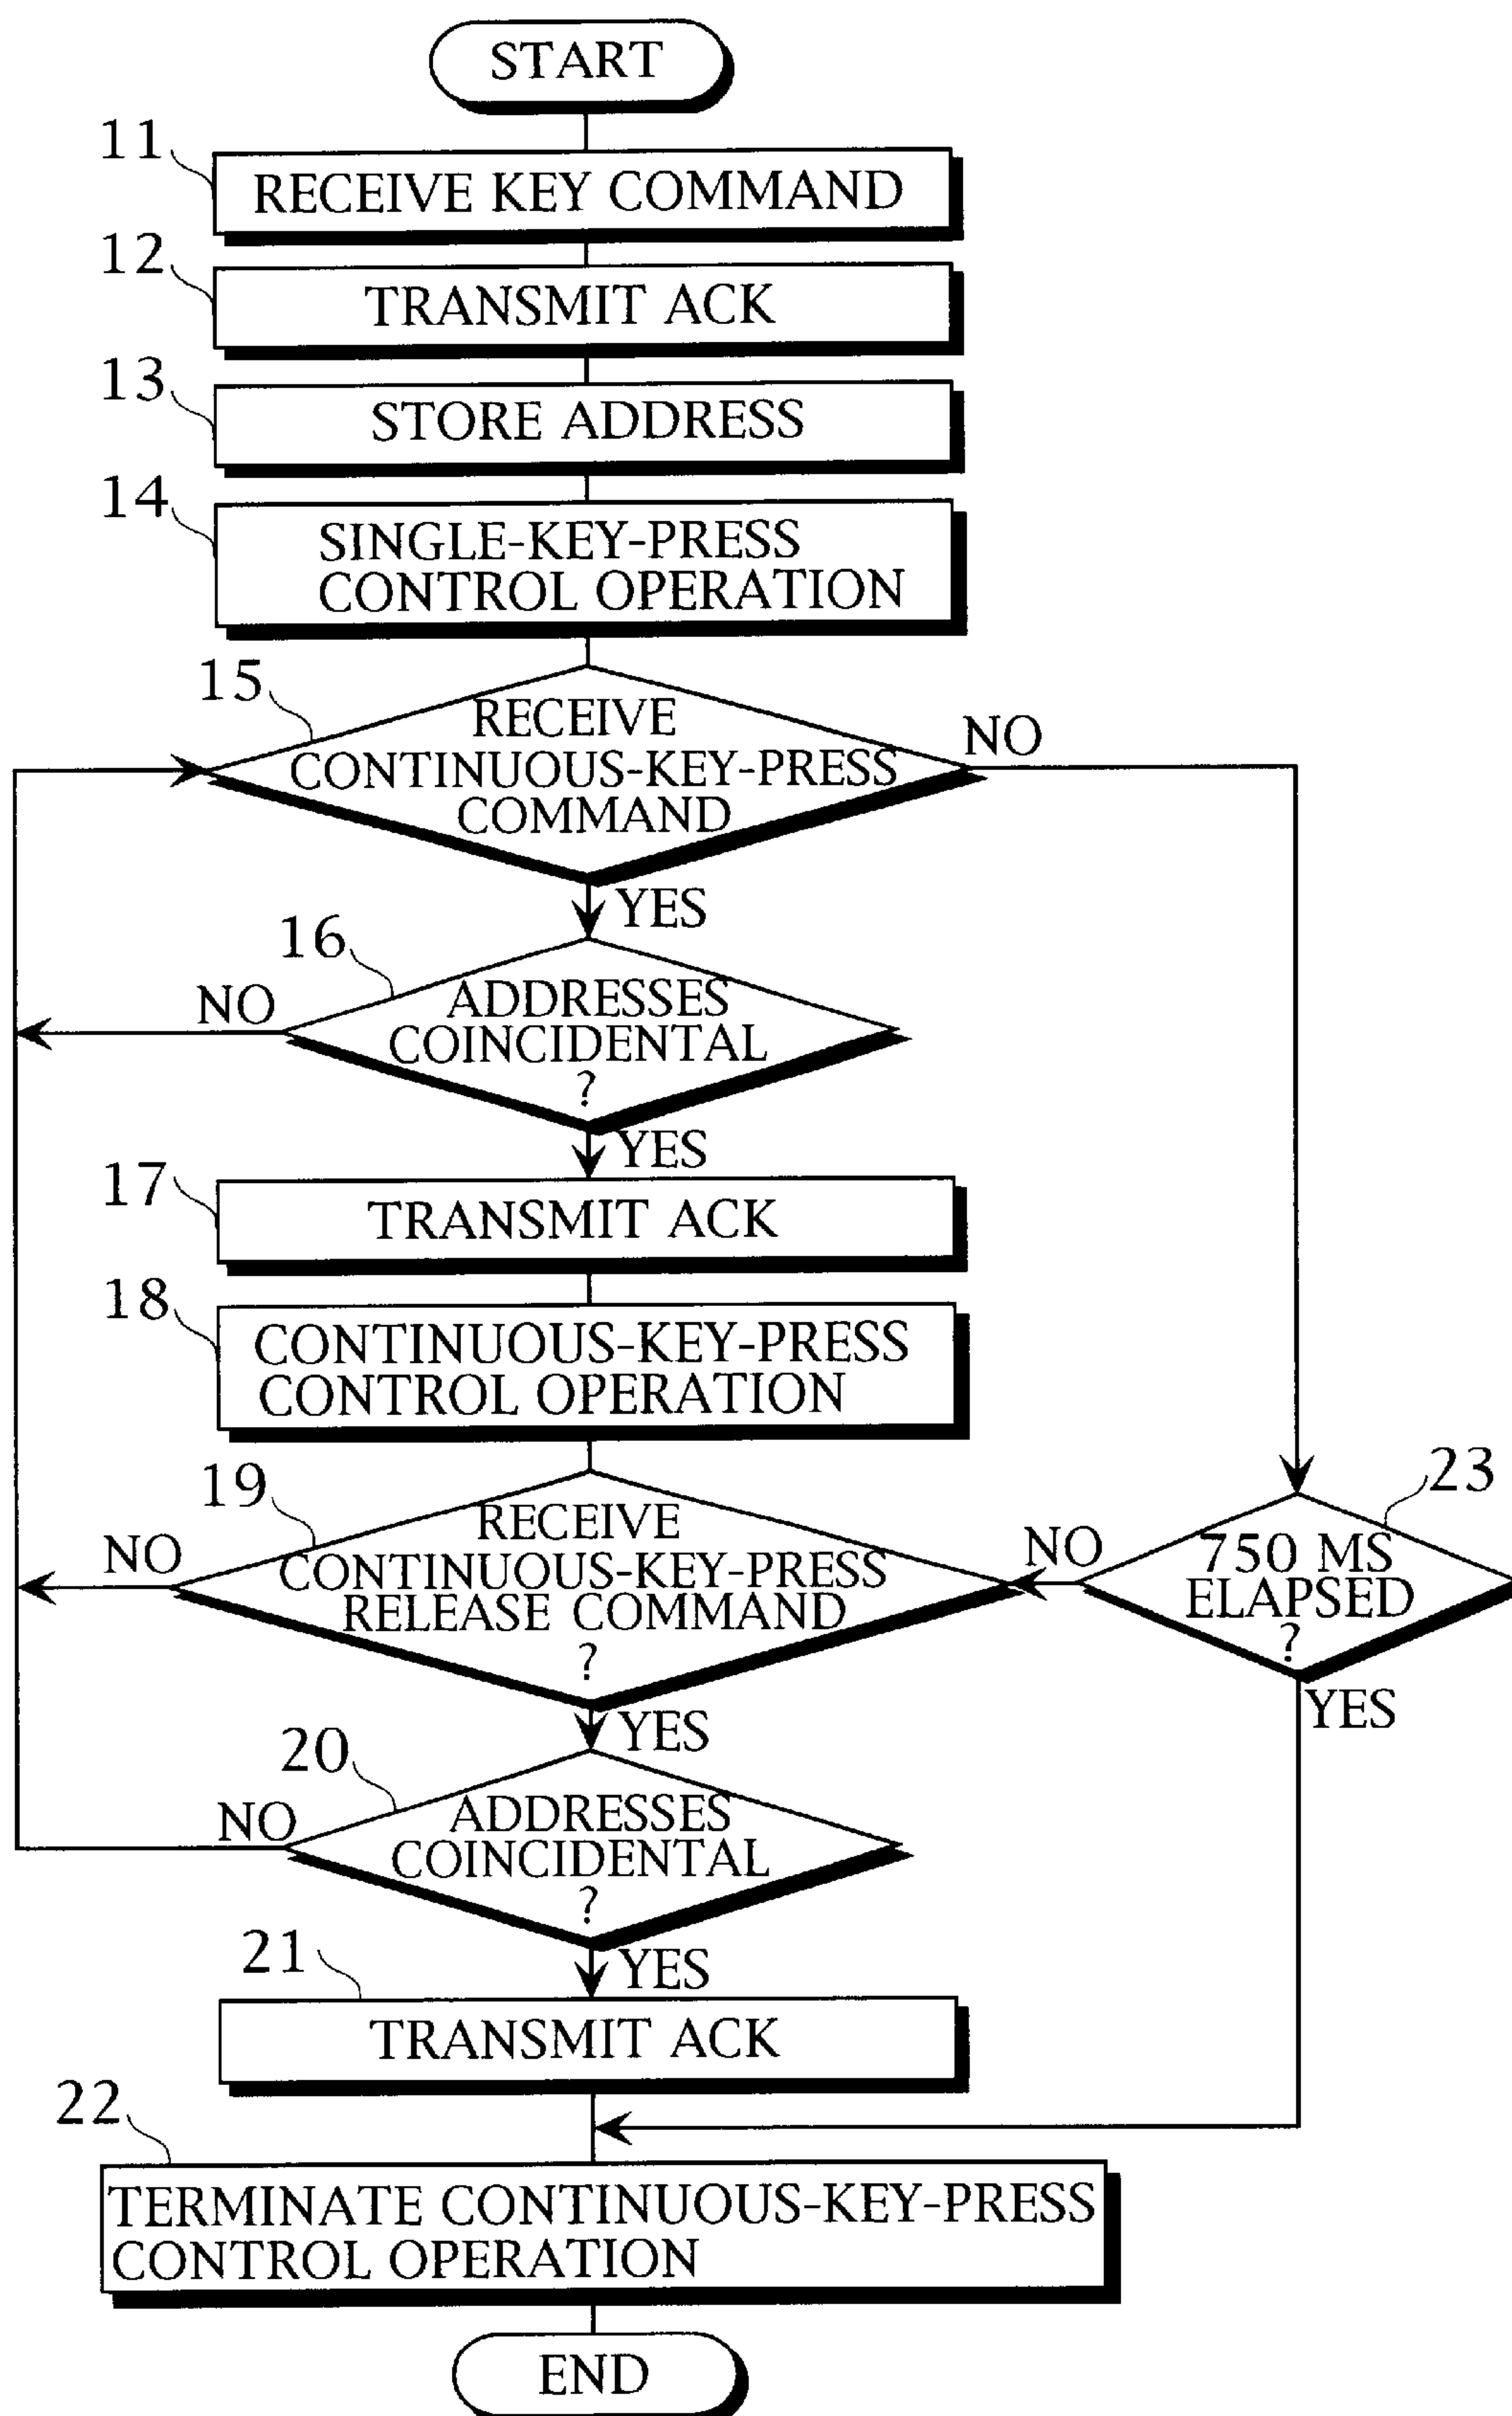 START
11
RECEIVE KEY COMMAND
12
TRANSMIT ACK
13
STORE ADDRESS
14
SINGLE-KEY-PRESS
CONTROL OPERATION
15
RECEIVE
CONTINUOUS-KEY-PRESS
COMMAND
NO
YES
16
ADDRESSES
COINCIDENTAL
?
NO
YES
17
TRANSMIT ACK
18
CONTINUOUS-KEY-PRESS
CONTROL OPERATION
19
RECEIVE
CONTINUOUS-KEY-PRESS
RELEASE COMMAND
?
NO
YES
23
750 MS
ELAPSED
?
NO
YES
20
ADDRESSES
COINCIDENTAL
?
NO
YES
21
TRANSMIT ACK
22
TERMINATE CONTINUOUS-KEY-PRESS
CONTROL OPERATION
END